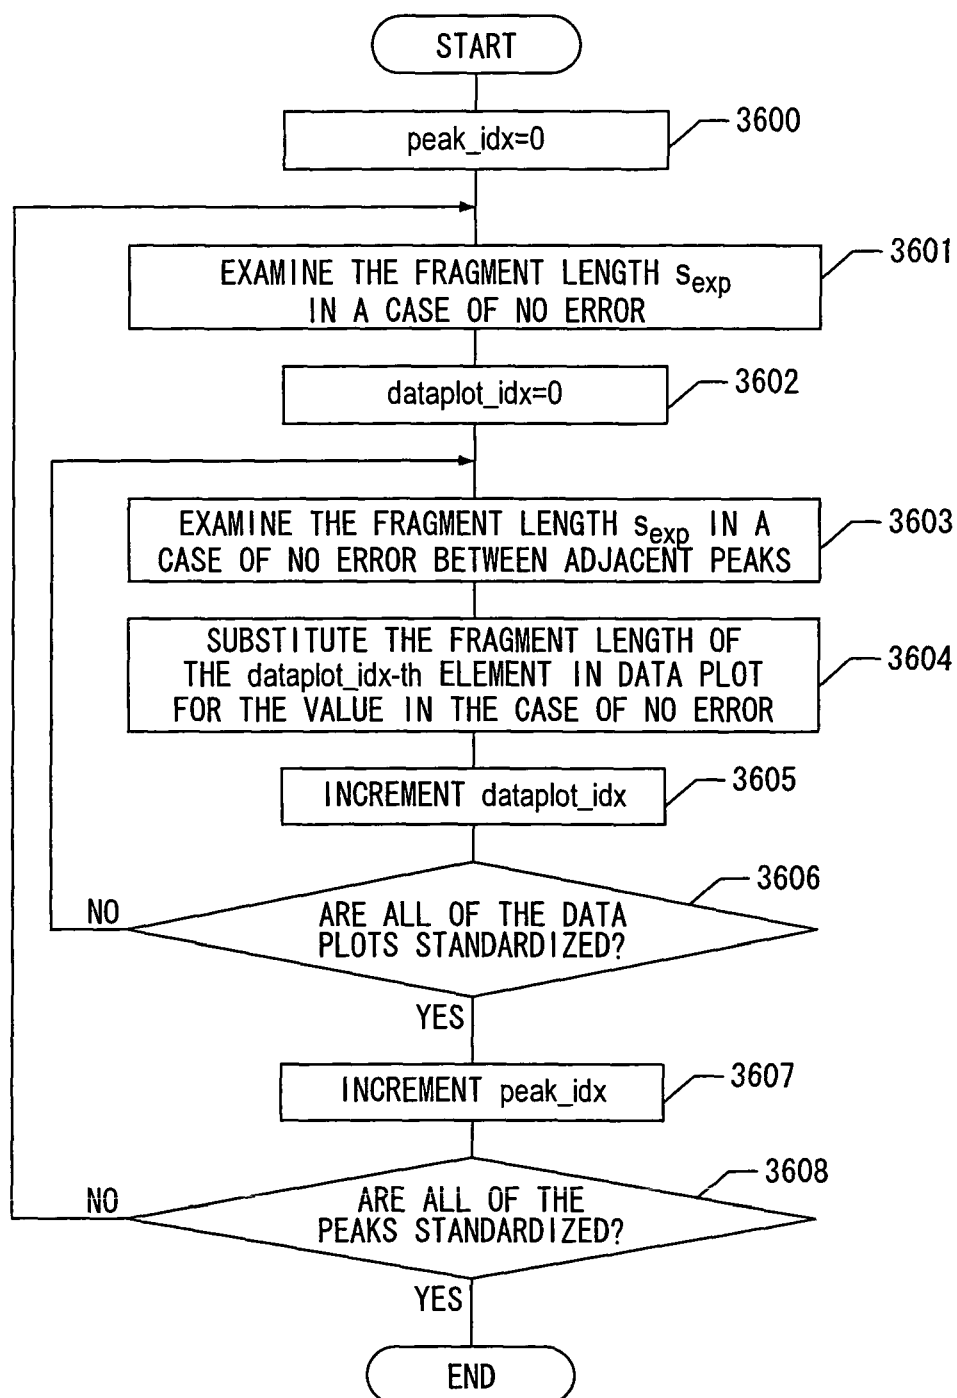 START
peak_idx=0
3600
EXAMINE THE FRAGMENT LENGTH sexp
IN A CASE OF NO ERROR
3601
dataplot_idx=0
3602
EXAMINE THE FRAGMENT LENGTH sexp IN A
CASE OF NO ERROR BETWEEN ADJACENT PEAKS
3603
SUBSTITUTE THE FRAGMENT LENGTH OF
THE dataplot_idx-th ELEMENT IN DATA PLOT
FOR THE VALUE IN THE CASE OF NO ERROR
3604
INCREMENT dataplot_idx
3605
3606
NO
ARE ALL OF THE DATA
PLOTS STANDARDIZED?
YES
INCREMENT peak_idx
3607
3608
NO
ARE ALL OF THE
PEAKS STANDARDIZED?
YES
END